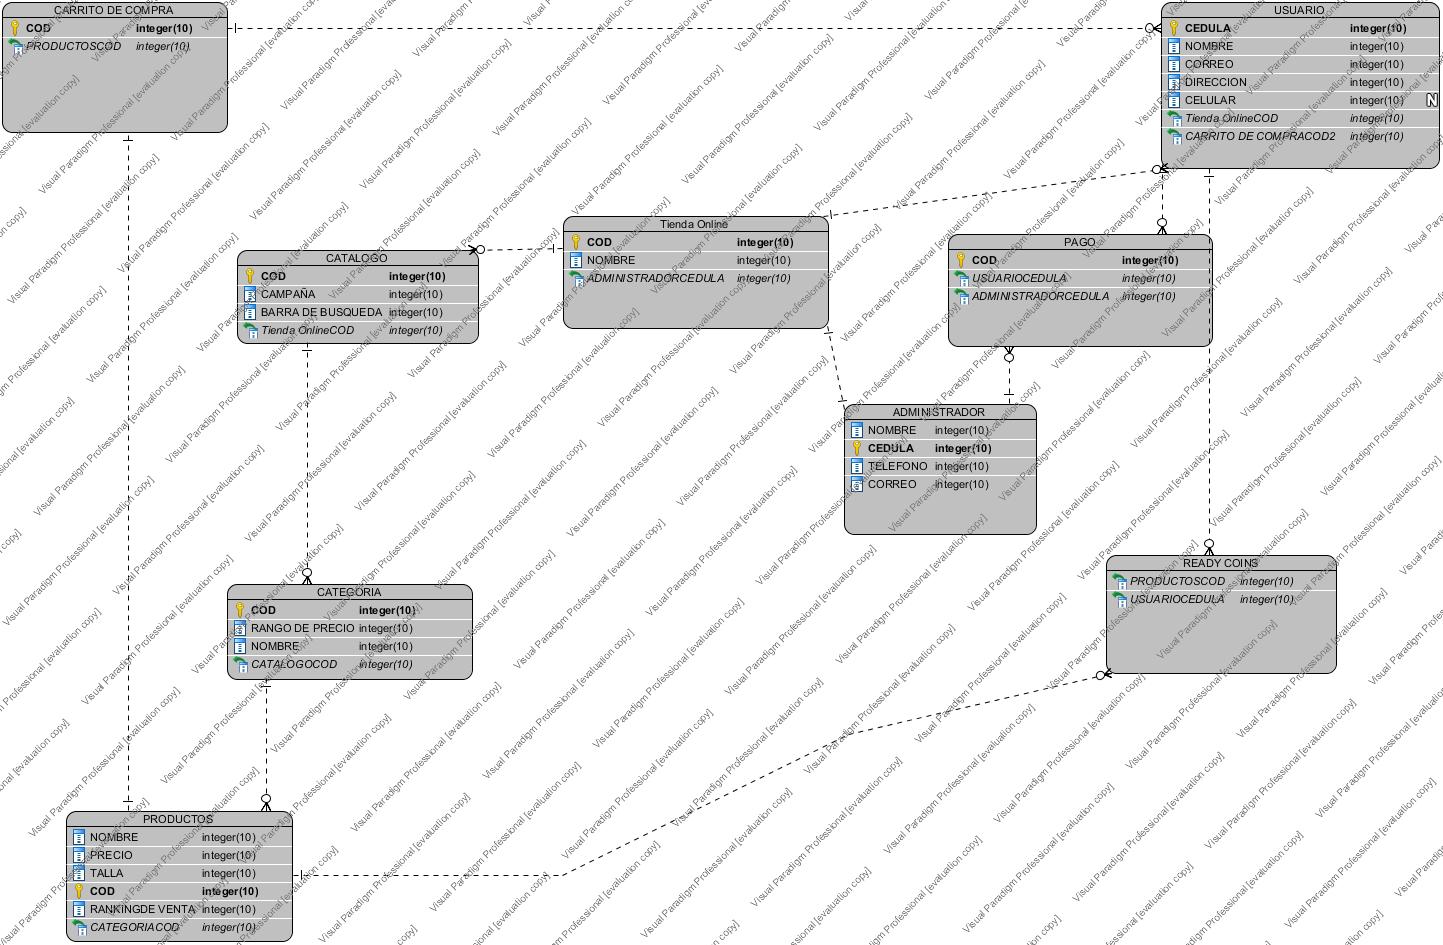 CARRITO DE COMPRA
COD integer(10)
PRODUCTOSCOD integer(10)
USUARIO
CEDULA integer(10)
NOMBRE integer(10)
CORREO integer(10)
DIRECCION integer(10)
CELULAR integer(10) N
Tienda OnlineCOD integer(10)
CARRITO DE COMPRACOD2 integer(10)
Tienda Online
COD integer(10)
NOMBRE integer(10)
ADMINISTRADORCEDULA integer(10)
PAGO
COD integer(10)
USUARIOCEDULA integer(10)
ADMINISTRADORCEDULA integer(10)
CATALOGO
COD integer(10)
CAMPAÑA integer(10)
BARRA DE BUSQUEDA integer(10)
Tienda OnlineCOD integer(10)
ADMINISTRADOR
NOMBRE integer(10)
CEDULA integer(10)
TELEFONO integer(10)
CORREO integer(10)
READY COINS
PRODUCTOSCOD integer(10)
USUARIOCEDULA integer(10)
CATEGORIA
COD integer(10)
RANGO DE PRECIO integer(10)
NOMBRE integer(10)
CATALOGOCOD integer(10)
PRODUCTOS
NOMBRE integer(10)
PRECIO integer(10)
TALLA integer(10)
COD integer(10)
RANKINGDE VENTA integer(10)
CATEGORIACOD integer(10)
Visual Paradigm Professional [evaluation copy]